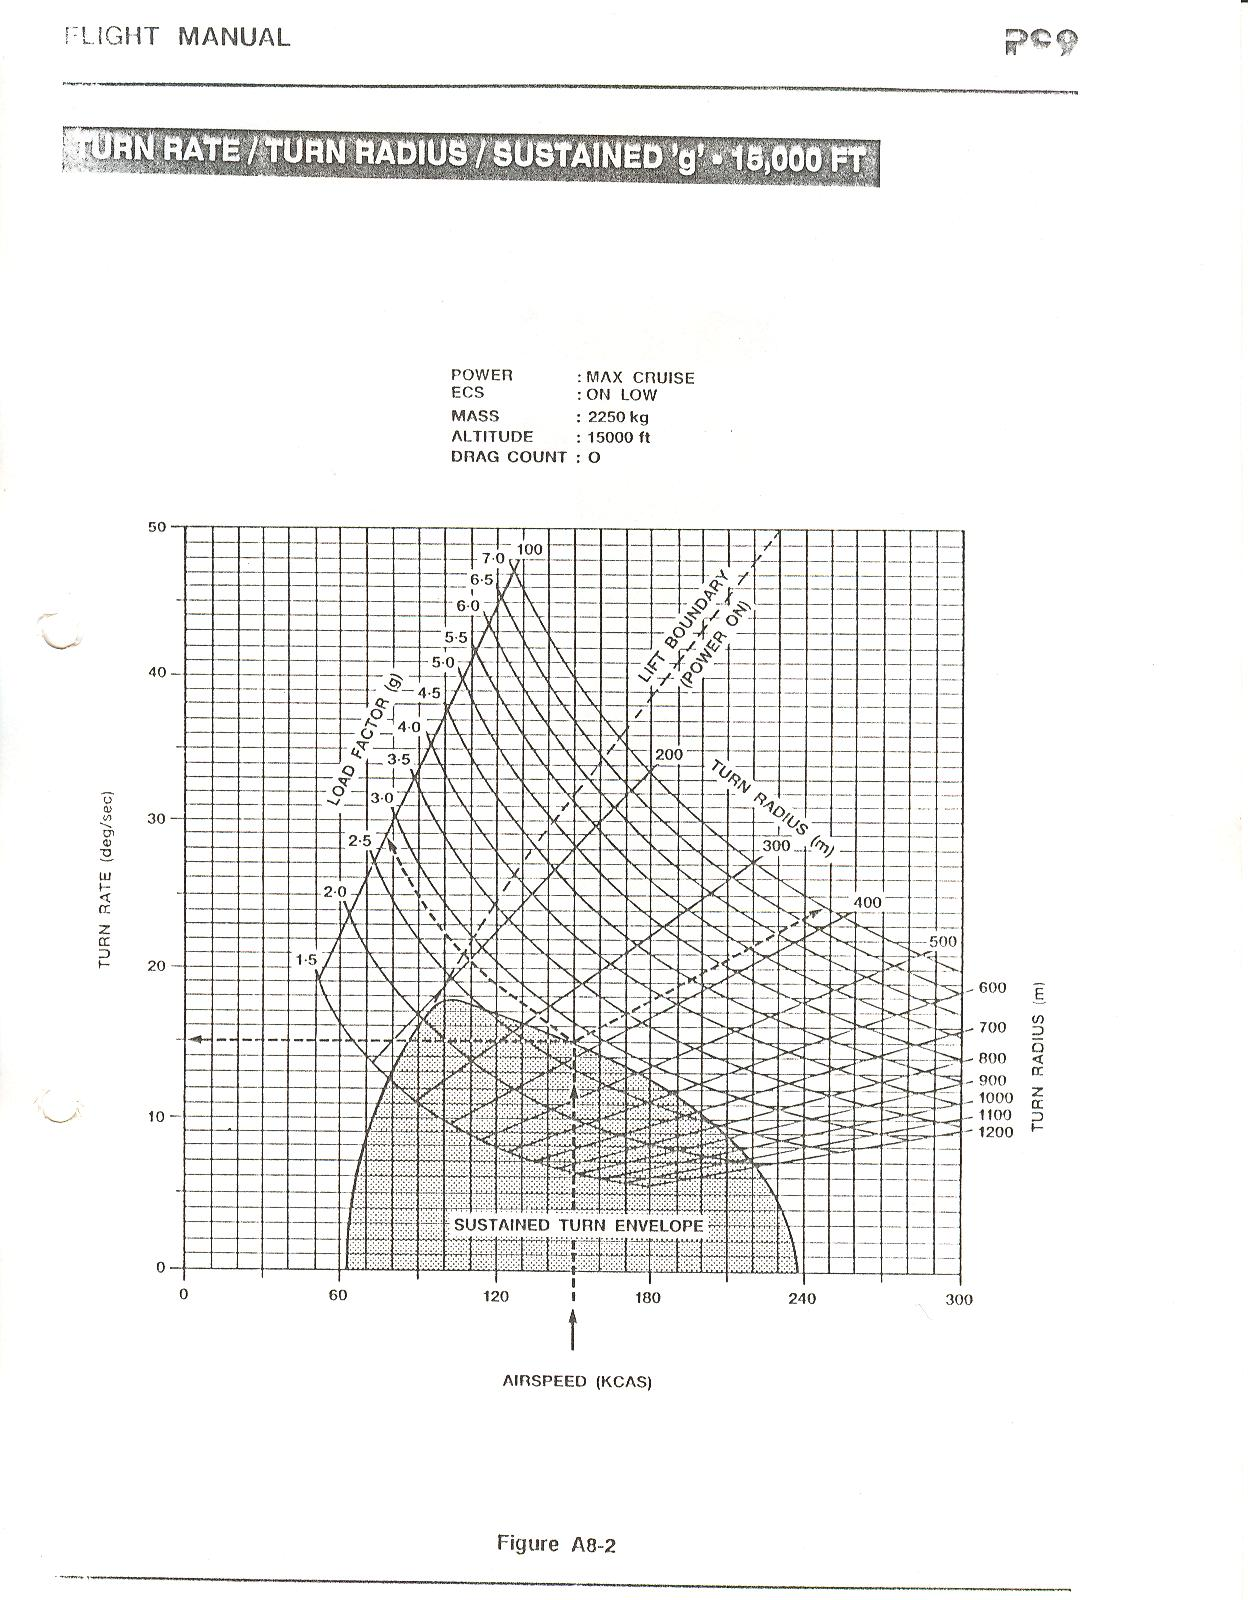 FLIGHT MANUAL
TURN RATE / TURN RADIUS / SUSTAINED 'g' - 15,000 FT
POWER : MAX CRUISE
ECS : ON LOW
MASS : 2250 kg
ALTITUDE : 15000 ft
DRAG COUNT : O
50
40
30
20
10
0
TURN RATE (deg/sec)
0
60
120
180
240
300
AIRSPEED (KCAS)
LOAD FACTOR (g)
7·0
6·5
6·0
5·5
5·0
4·5
4·0
3·5
3·0
2·5
2·0
1·5
LIFT BOUNDARY
(POWER ON)
TURN RADIUS (m)
100
200
300
400
500
600
700
800
900
1000
1100
1200
TURN RADIUS (m)
SUSTAINED TURN ENVELOPE
Figure A8-2